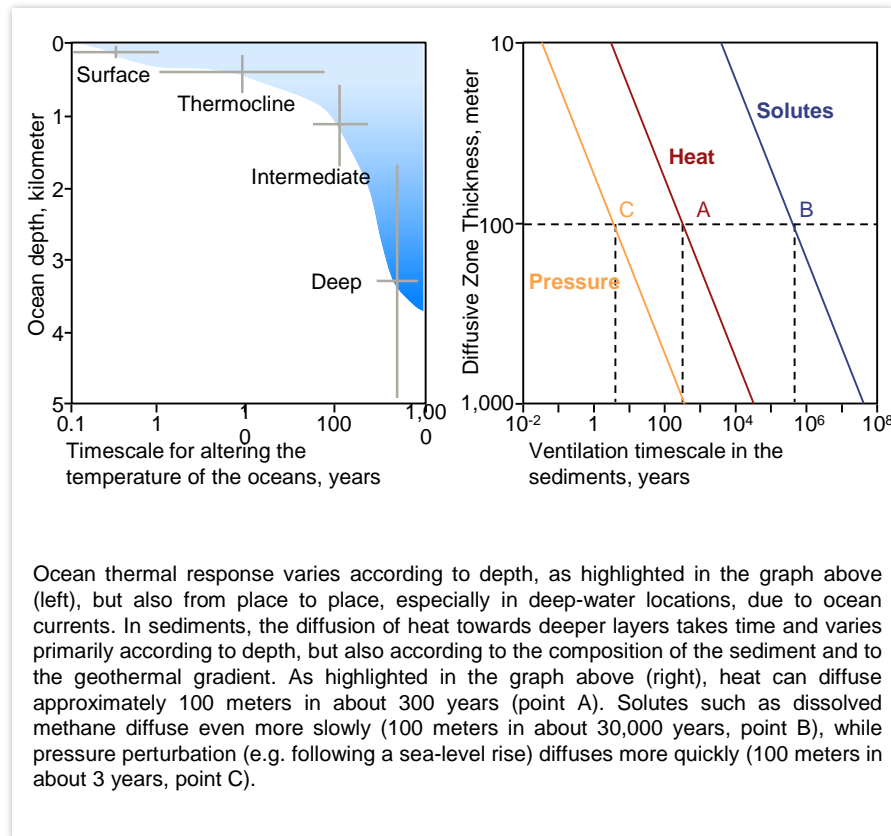 0
1
2
3
4
5
Ocean depth, kilometer
Surface
Thermocline
Intermediate
Deep
0.1
1
1
0
100
1,00
0
Timescale for altering the
temperature of the oceans, years
10
100
1,000
Diffusive Zone Thickness, meter
Solutes
Heat
Pressure
C
A
B
10-2
1
100
10⁴
10⁶
10⁸
Ventilation timescale in the
sediments, years
Ocean thermal response varies according to depth, as highlighted in the graph above
(left), but also from place to place, especially in deep-water locations, due to ocean
currents. In sediments, the diffusion of heat towards deeper layers takes time and varies
primarily according to depth, but also according to the composition of the sediment and to
the geothermal gradient. As highlighted in the graph above (right), heat can diffuse
approximately 100 meters in about 300 years (point A). Solutes such as dissolved
methane diffuse even more slowly (100 meters in about 30,000 years, point B), while
pressure perturbation (e.g. following a sea-level rise) diffuses more quickly (100 meters in
about 3 years, point C).